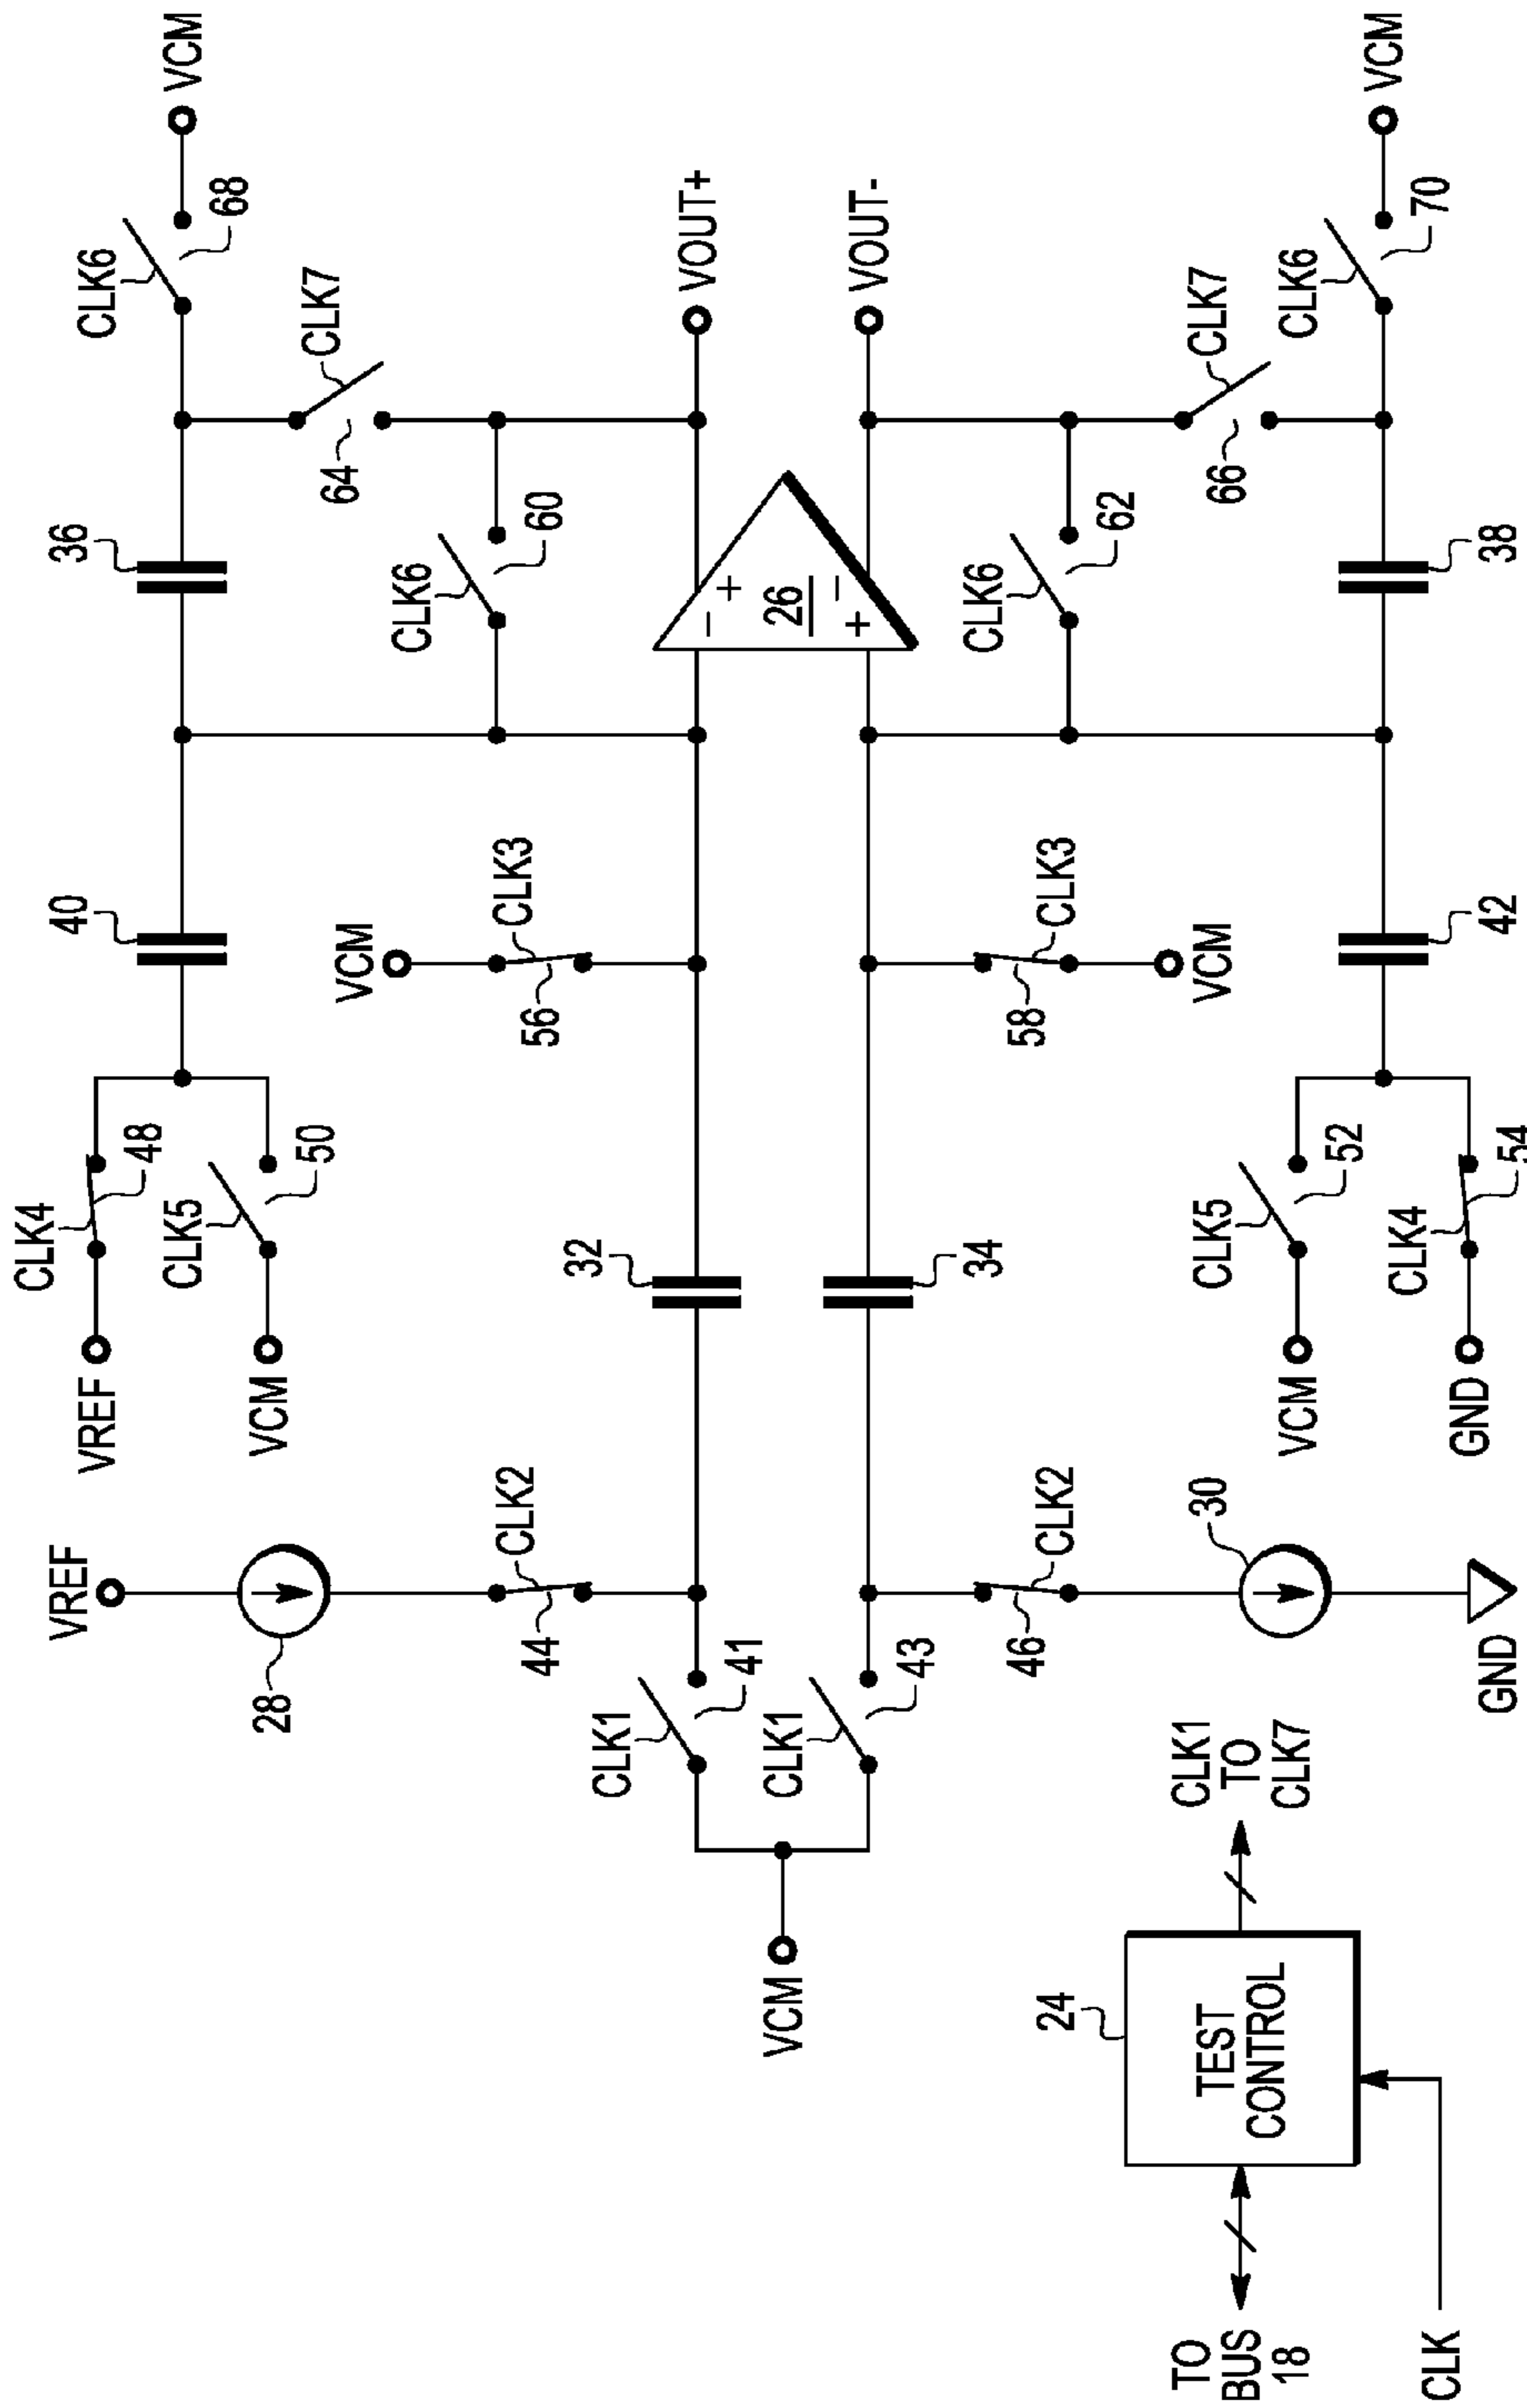 VREF
28
CLK2
44
VREF
CLK4
48
CLK5
50
VCM
40
36
CLK6
68
VCM
CLK7
64
CLK6
60
VCM
CLK3
56
VOUT+
32
CLK1
41
VCM
CLK1
43
34
-
+
26
+
-
VOUT-
CLK2
46
30
GND
58
CLK3
VCM
CLK6
62
CLK7
66
VCM
CLK5
52
GND
CLK4
54
42
38
CLK6
70
VCM
24
TEST
CONTROL
TO
BUS
18
CLK
CLK1
TO
CLK7